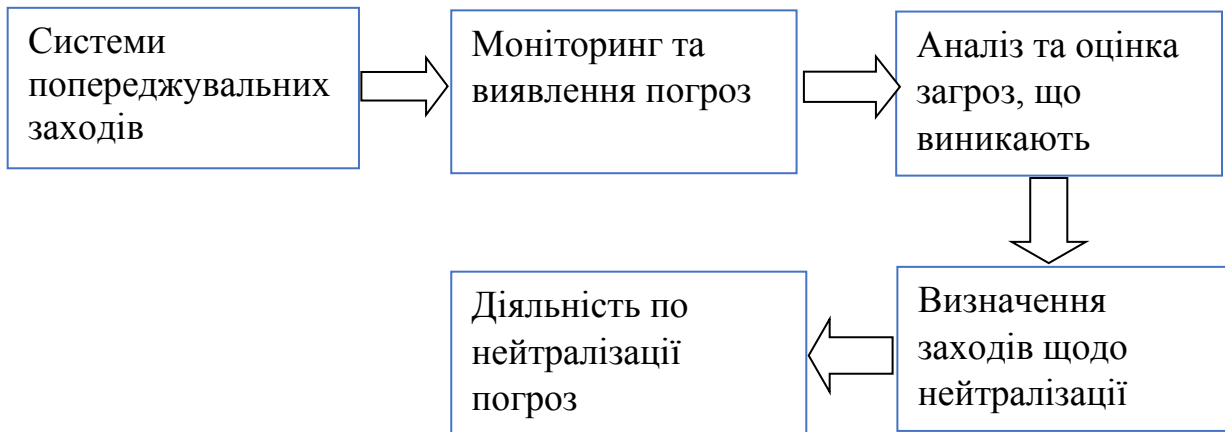 Системи
попереджувальних
заходів
Моніторинг та
виявлення погроз
Аналіз та оцінка
загроз, що
виникають
Визначення
заходів щодо
нейтралізації
Діяльність по
нейтралізації
погроз